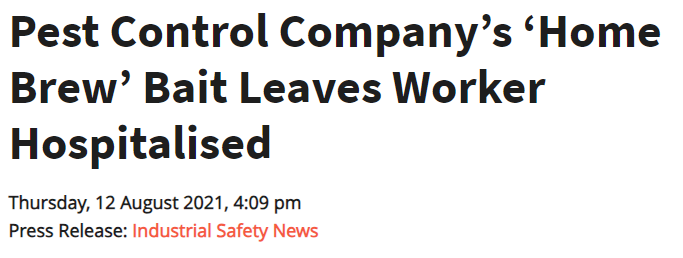 Pest Control Company’s ‘Home
Brew’ Bait Leaves Worker
Hospitalised
Thursday, 12 August 2021, 4:09 pm
Press Release: Industrial Safety News